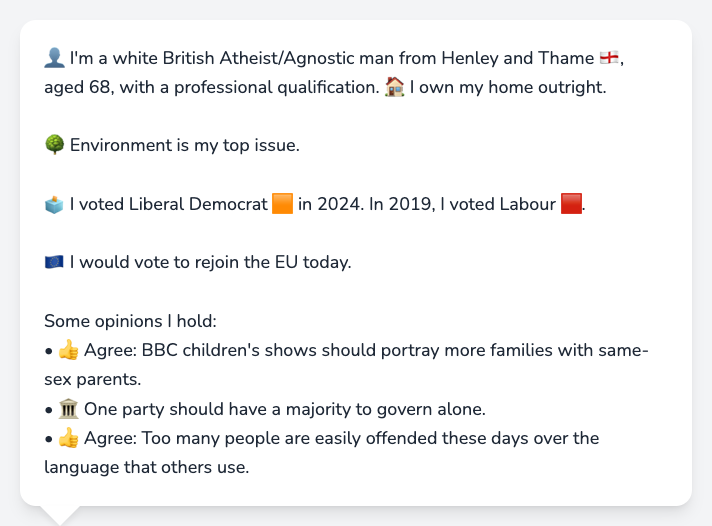 👤 I'm a white British Atheist/Agnostic man from Henley and Thame 🏴󠁧󠁢󠁥󠁮󠁧󠁿,
aged 68, with a professional qualification. 🏠 I own my home outright.
🌳 Environment is my top issue.
🗳️ I voted Liberal Democrat 🟧 in 2024. In 2019, I voted Labour 🟥.
🇪🇺 I would vote to rejoin the EU today.
Some opinions I hold:
• 👍 Agree: BBC children's shows should portray more families with same-
sex parents.
• 🏛️ One party should have a majority to govern alone.
• 👍 Agree: Too many people are easily offended these days over the
language that others use.